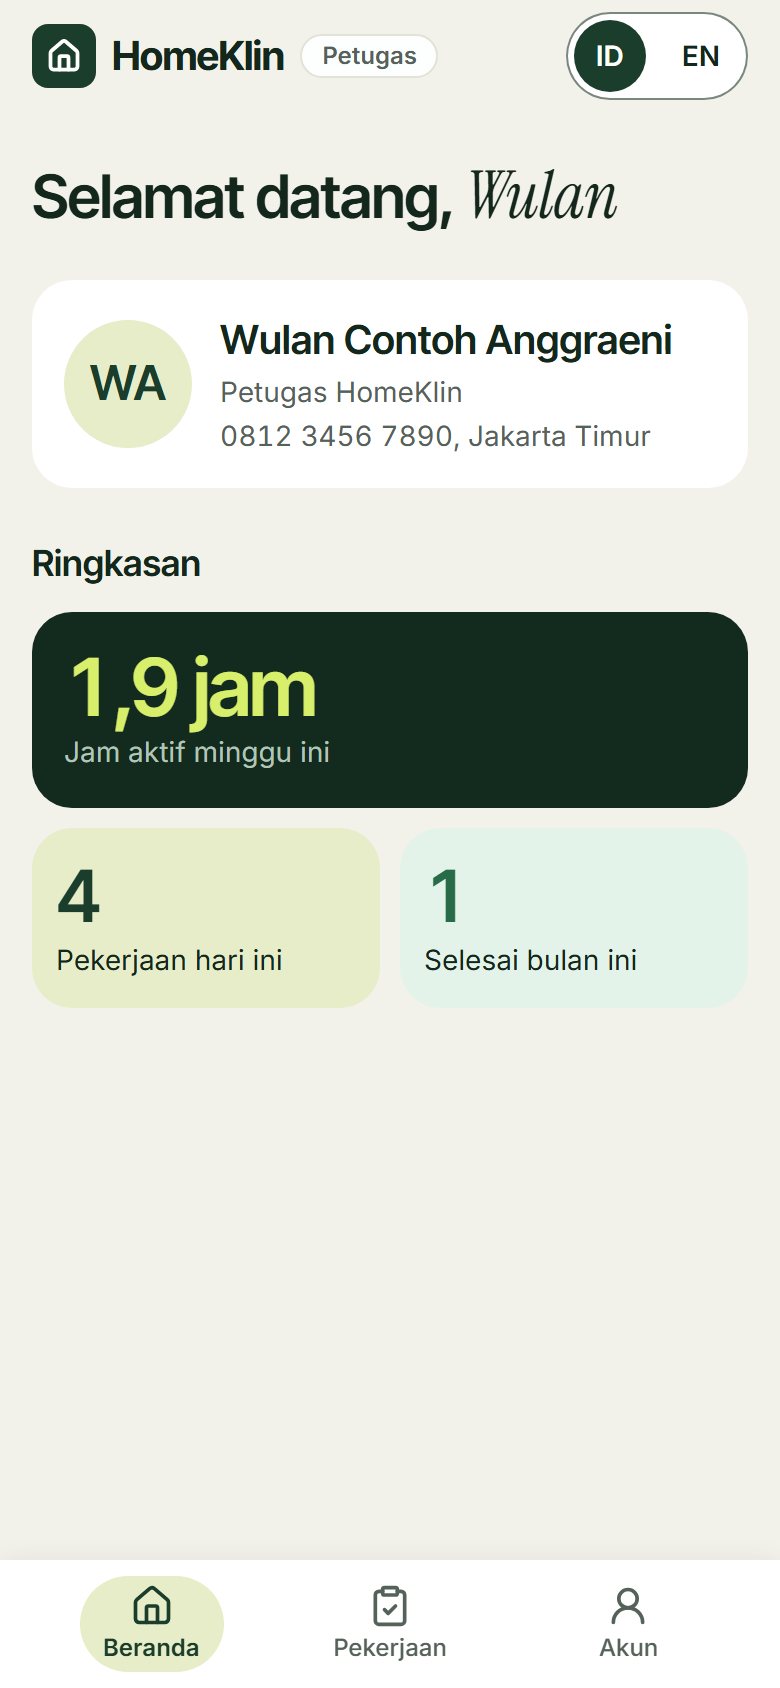 HomeKlin Petugas ID EN
Selamat datang, Wulan
WA
Wulan Contoh Anggraeni
Petugas HomeKlin
0812 3456 7890, Jakarta Timur
Ringkasan
1,9 jam
Jam aktif minggu ini
4
Pekerjaan hari ini
1
Selesai bulan ini
Beranda Pekerjaan Akun